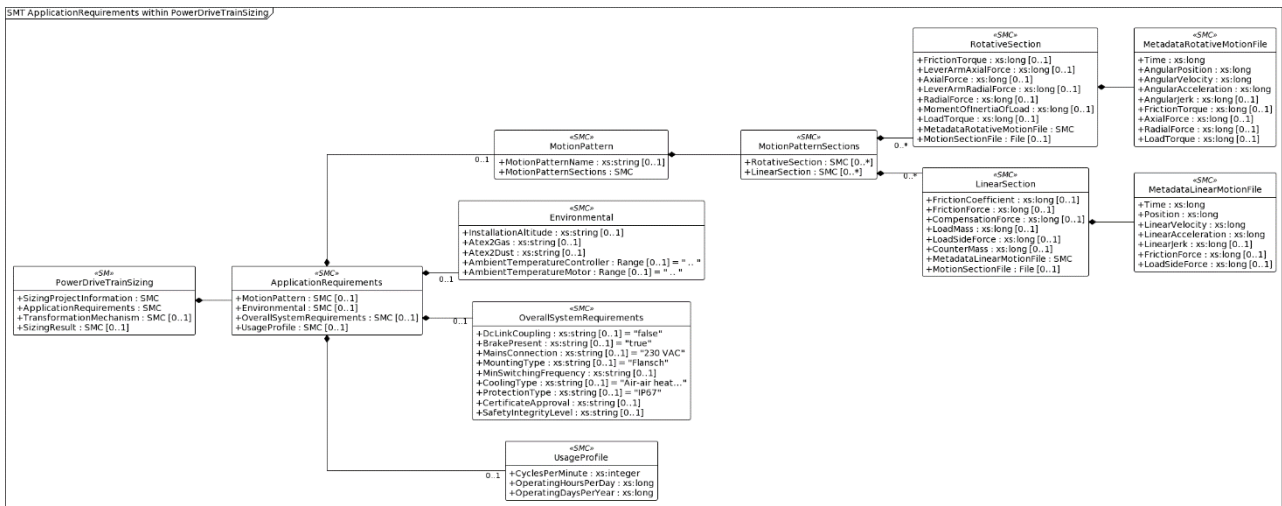 SMT ApplicationRequirements within PowerDriveTrainSizing
«SM»
PowerDriveTrainSizing
+SizingProjectInformation : SMC
+ApplicationRequirements : SMC
+TransformationMechanism : SMC [0..1]
+SizingResult : SMC [0..1]
«SMC»
ApplicationRequirements
+MotionPattern : SMC [0..1]
+Environmental : SMC [0..1]
+OverallSystemRequirements : SMC [0..1]
+UsageProfile : SMC [0..1]
0..1
«SMC»
MotionPattern
+MotionPatternName : xs:string [0..1]
+MotionPatternSections : SMC
«SMC»
MotionPatternSections
+RotativeSection : SMC [0..*]
+LinearSection : SMC [0..*]
0..*
«SMC»
RotativeSection
+FrictionTorque : xs:long [0..1]
+LeverArmAxialForce : xs:long [0..1]
+AxialForce : xs:long [0..1]
+LeverArmRadialForce : xs:long [0..1]
+RadialForce : xs:long [0..1]
+MomentOfInertiaOfLoad : xs:long [0..1]
+LoadTorque : xs:long [0..1]
+MetadataRotativeMotionFile : SMC
+MotionSectionFile : File [0..1]
«SMC»
MetadataRotativeMotionFile
+Time : xs:long
+AngularPosition : xs:long
+AngularVelocity : xs:long
+AngularAcceleration : xs:long
+AngularJerk : xs:long [0..1]
+FrictionTorque : xs:long [0..1]
+AxialForce : xs:long [0..1]
+RadialForce : xs:long [0..1]
+LoadTorque : xs:long [0..1]
0..*
«SMC»
LinearSection
+FrictionCoefficient : xs:long [0..1]
+FrictionForce : xs:long [0..1]
+CompensationForce : xs:long [0..1]
+LoadMass : xs:long [0..1]
+LoadSideForce : xs:long [0..1]
+CounterMass : xs:long [0..1]
+MetadataLinearMotionFile : SMC
+MotionSectionFile : File [0..1]
«SMC»
MetadataLinearMotionFile
+Time : xs:long
+Position : xs:long
+LinearVelocity : xs:long
+LinearAcceleration : xs:long
+LinearJerk : xs:long [0..1]
+FrictionForce : xs:long [0..1]
+LoadSideForce : xs:long [0..1]
0..1
«SMC»
Environmental
+InstallationAltitude : xs:string [0..1]
+Atex2Gas : xs:string [0..1]
+Atex2Dust : xs:string [0..1]
+AmbientTemperatureController : Range [0..1] = " .. "
+AmbientTemperatureMotor : Range [0..1] = " .. "
0..1
«SMC»
OverallSystemRequirements
+DcLinkCoupling : xs:string [0..1] = "false"
+BrakePresent : xs:string [0..1] = "true"
+MainsConnection : xs:string [0..1] = "230 VAC"
+MountingType : xs:string [0..1] = "Flansch"
+MinSwitchingFrequency : xs:string [0..1]
+CoolingType : xs:string [0..1] = "Air-air heat..."
+ProtectionType : xs:string [0..1] = "IP67"
+CertificateApproval : xs:string [0..1]
+SafetyIntegrityLevel : xs:string [0..1]
0..1
«SMC»
UsageProfile
+CyclesPerMinute : xs:integer
+OperatingHoursPerDay : xs:long
+OperatingDaysPerYear : xs:long